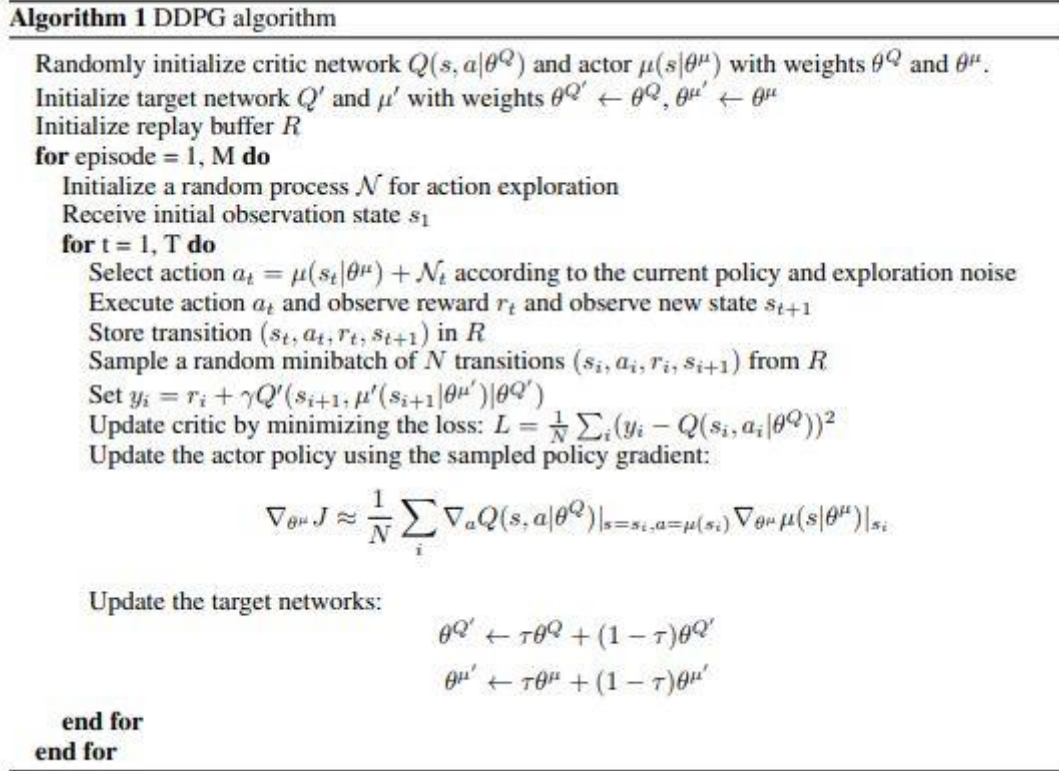 Algorithm 1 DDPG algorithm
Randomly initialize critic network Q(s, a|θ^Q) and actor μ(s|θ^μ) with weights θ^Q and θ^μ.
Initialize target network Q′ and μ′ with weights θ^{Q′} ← θ^Q, θ^{μ′} ← θ^μ
Initialize replay buffer R
for episode = 1, M do
Initialize a random process 𝒩 for action exploration
Receive initial observation state s_1
for t = 1, T do
Select action a_t = μ(s_t|θ^μ) + 𝒩_t according to the current policy and exploration noise
Execute action a_t and observe reward r_t and observe new state s_{t+1}
Store transition (s_t, a_t, r_t, s_{t+1}) in R
Sample a random minibatch of N transitions (s_i, a_i, r_i, s_{i+1}) from R
Set y_i = r_i + γQ′(s_{i+1}, μ′(s_{i+1}|θ^{μ′})|θ^{Q′})
Update critic by minimizing the loss: L = 1/N ∑_i(y_i − Q(s_i, a_i|θ^Q))^2
Update the actor policy using the sampled policy gradient:
∇_{θ^μ} J ≈ 1/N ∑_i ∇_a Q(s, a|θ^Q)|_{s=s_i,a=μ(s_i)} ∇_{θ^μ} μ(s|θ^μ)|_{s_i}
Update the target networks:
θ^{Q′} ← τθ^Q + (1 − τ)θ^{Q′}
θ^{μ′} ← τθ^μ + (1 − τ)θ^{μ′}
end for
end for